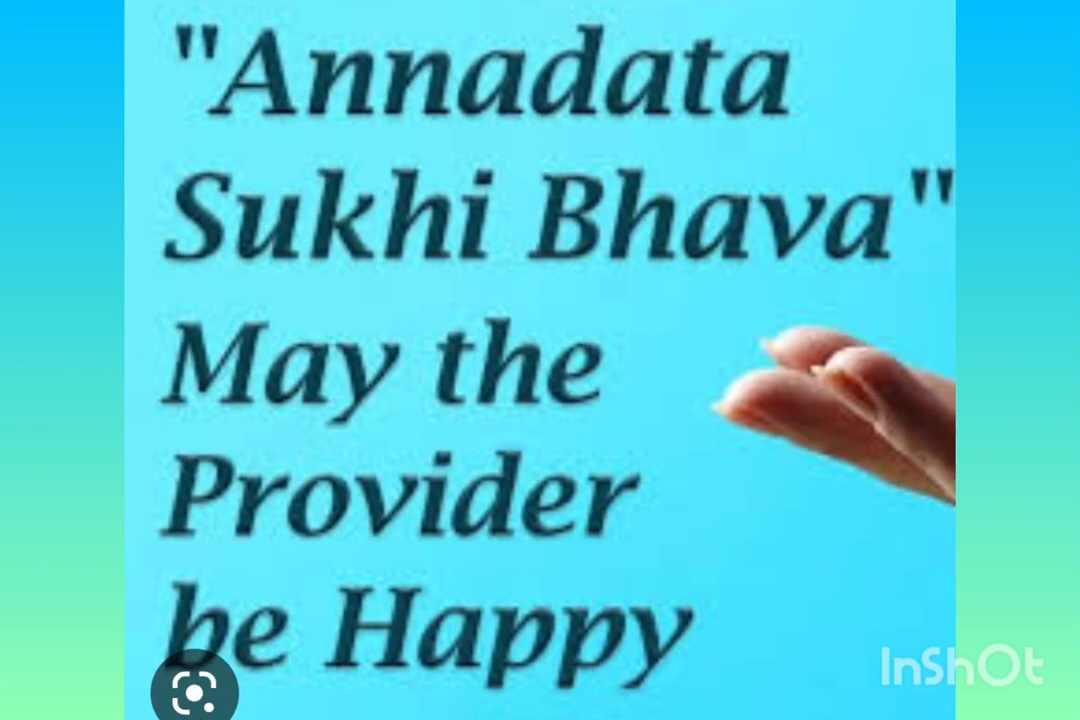 "Annadata
Sukhi Bhava"
May the
Provider
be Happy
InShOt